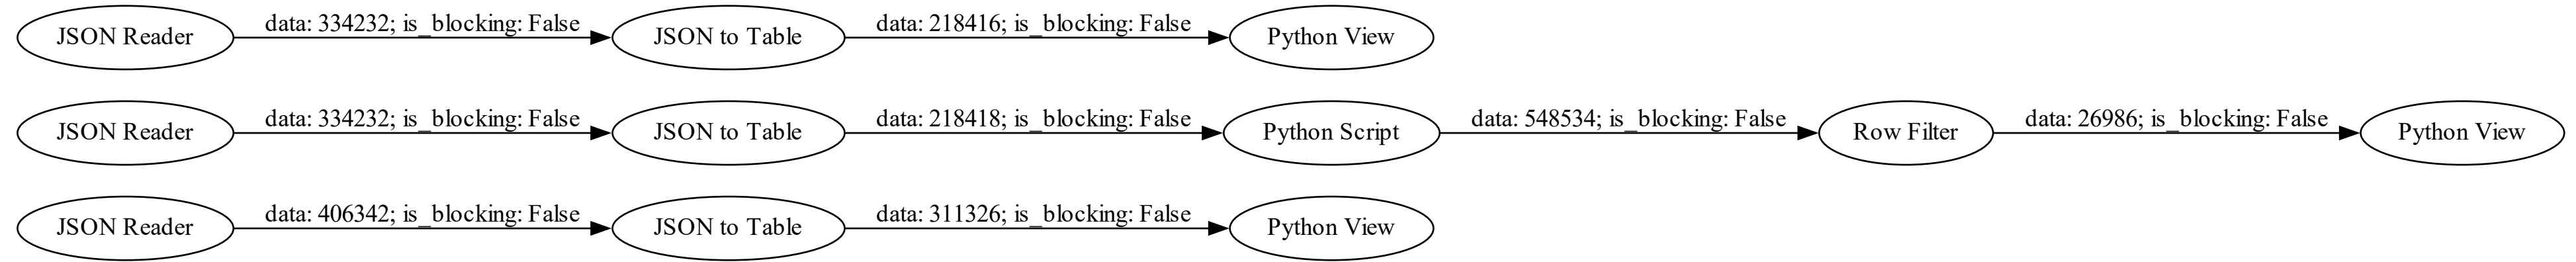 JSON Reader data: 334232; is_blocking: False JSON to Table data: 218416; is_blocking: False Python View
JSON Reader data: 334232; is_blocking: False JSON to Table data: 218418; is_blocking: False Python Script data: 548534; is_blocking: False Row Filter data: 26986; is_blocking: False Python View
JSON Reader data: 406342; is_blocking: False JSON to Table data: 311326; is_blocking: False Python View